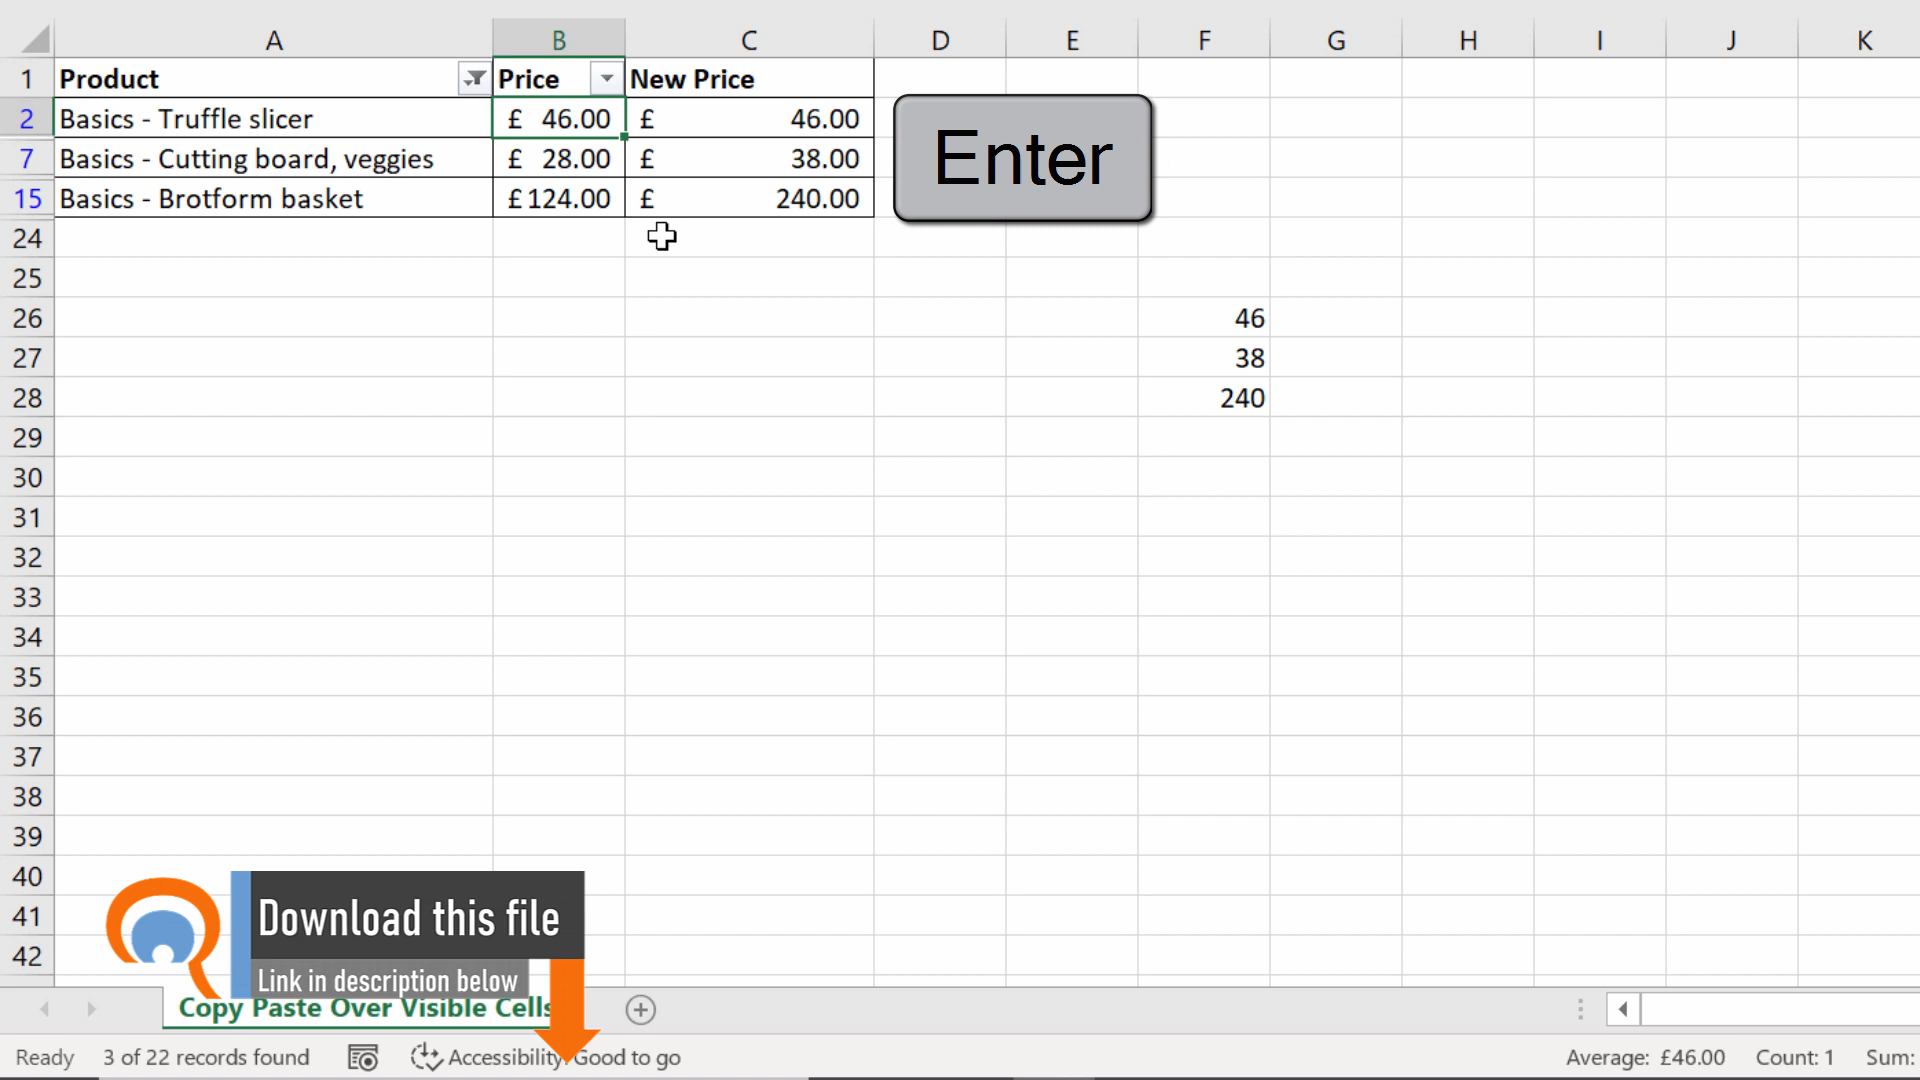 A B C D E F G H I J K
1 Product Price New Price
2 Basics - Truffle slicer £ 46.00 £ 46.00
Enter
7 Basics - Cutting board, veggies £ 28.00 £ 38.00
15 Basics - Brotform basket £ 124.00 £ 240.00
24
25
26 46
27 38
28 240
29
30
31
32
33
34
35
36
37
38
39
40
41
42
Download this file
Link in description below
Copy Paste Over Visible Cells
Ready 3 of 22 records found Accessibility: Good to go Average: £46.00 Count: 1 Sum: